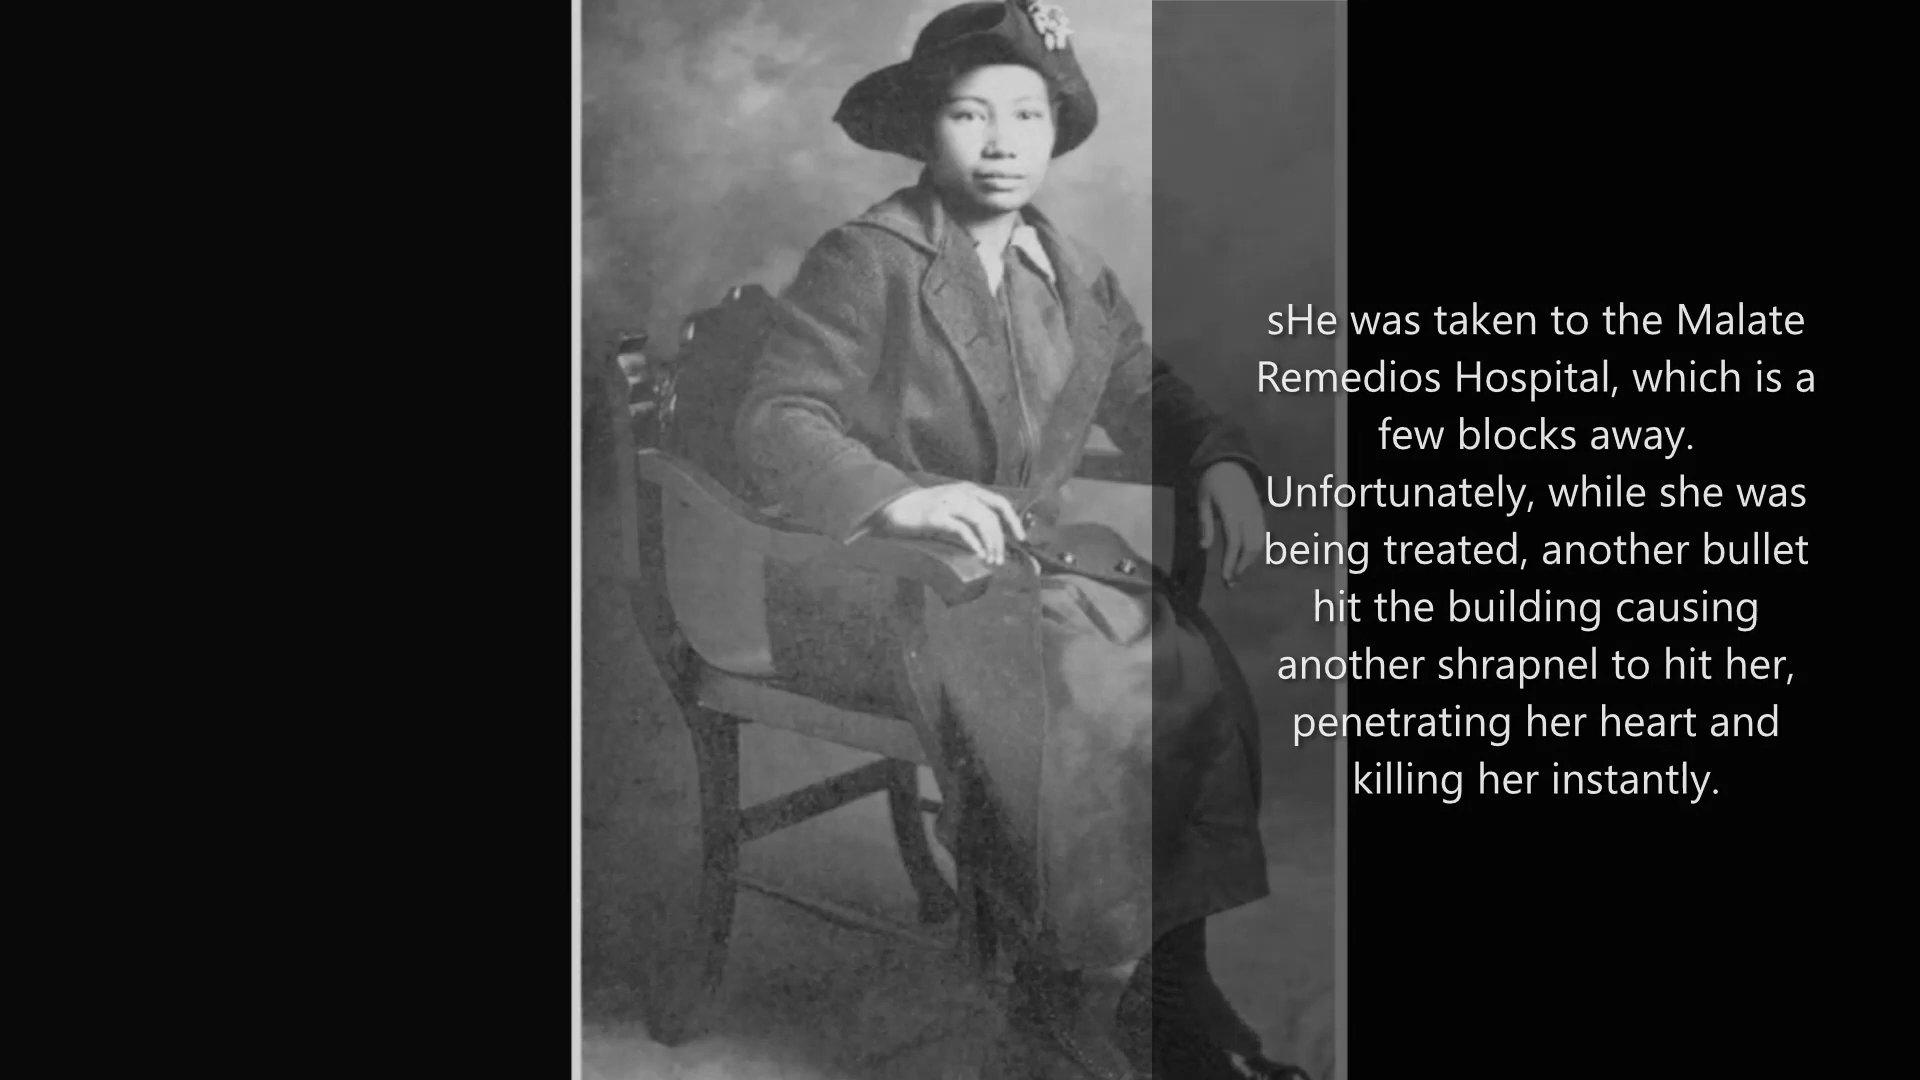 sHe was taken to the Malate
Remedios Hospital, which is a
few blocks away.
Unfortunately, while she was
being treated, another bullet
hit the building causing
another shrapnel to hit her,
penetrating her heart and
killing her instantly.